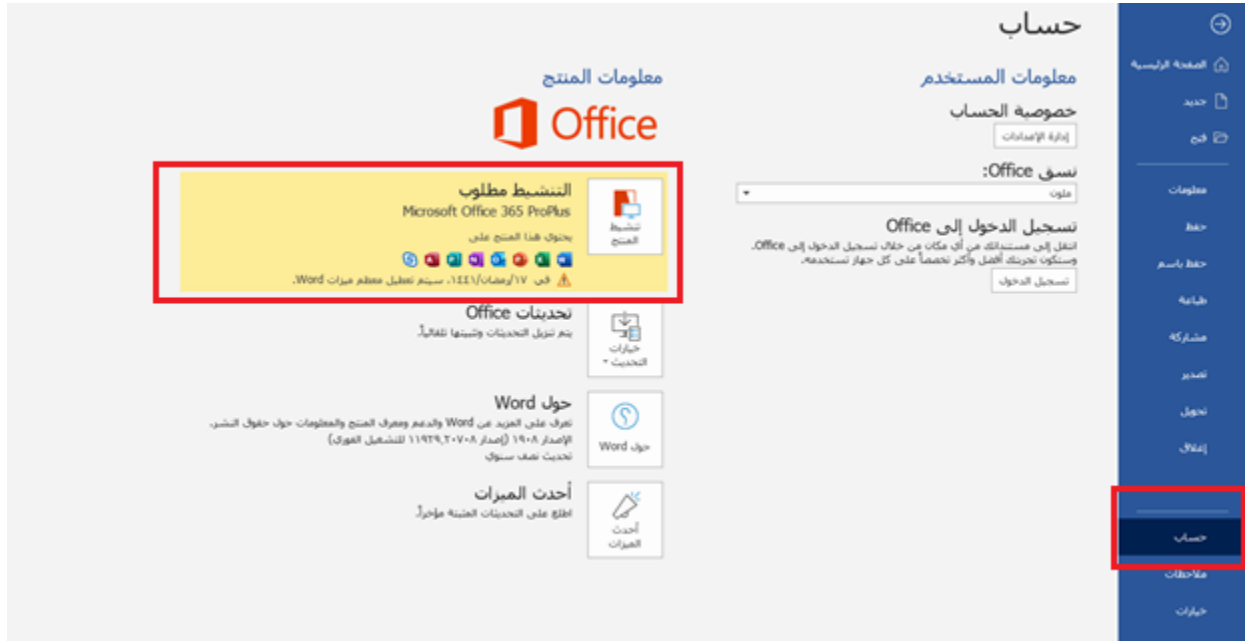 حساب
الصفحة الرئيسية
جديد
فتح
معلومات
حفظ
حفظ باسم
طباعة
مشاركة
تصدير
تحويل
إغلاق
حساب
ملاحظات
خيارات
معلومات المستخدم
خصوصية الحساب
إدارة الإعدادات
نسق Office:
ملون
تسجيل الدخول إلى Office
انتقل إلى مستنداتك من أي مكان من خلال تسجيل الدخول إلى Office.
وستكون تجربتك أفضل وأكثر تخصصاً على كل جهاز تستخدمه.
تسجيل الدخول
معلومات المنتج
Office
تنشيط
المنتج
التنشيط مطلوب
Microsoft Office 365 ProPlus
يحتوي هذا المنتج على
في ١٧/رمضان/١٤٤١، سيتم تعطيل معظم ميزات Word.
خيارات
التحديث
تحديثات Office
يتم تنزيل التحديثات وتثبيتها تلقائياً.
حول Word
حول Word
تعرف على المزيد عن Word والدعم ومعرف المنتج والمعلومات حول حقوق النشر.
الإصدار ١٩٠٨ (إصدار ١١٩٢٩,٢٠٧٠٨ للتشغيل الفوري)
تحديث نصف سنوي
أحدث
الميزات
أحدث الميزات
اطلع على التحديثات المثبتة مؤخراً.